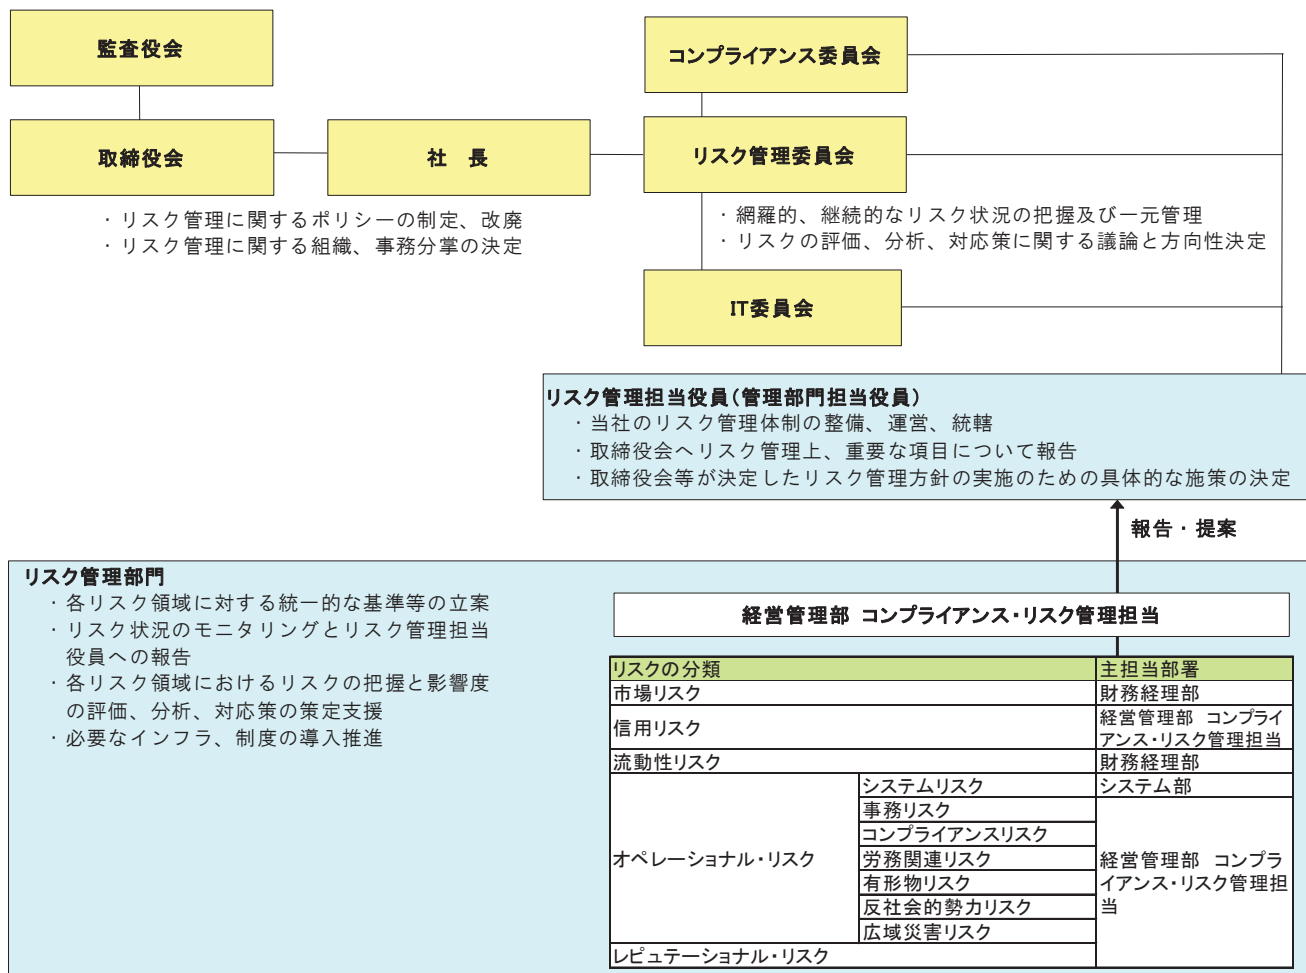 監査役会
コンプライアンス委員会
取締役会
社　長
リスク管理委員会
・リスク管理に関するポリシーの制定、改廃
・リスク管理に関する組織、事務分掌の決定
・網羅的、継続的なリスク状況の把握及び一元管理
・リスクの評価、分析、対応策に関する議論と方向性決定
IT委員会
リスク管理担当役員(管理部門担当役員)
・当社のリスク管理体制の整備、運営、統轄
・取締役会へリスク管理上、重要な項目について報告
・取締役会等が決定したリスク管理方針の実施のための具体的な施策の決定
報告・提案
リスク管理部門
・各リスク領域に対する統一的な基準等の立案
・リスク状況のモニタリングとリスク管理担当
役員への報告
・各リスク領域におけるリスクの把握と影響度
の評価、分析、対応策の策定支援
・必要なインフラ、制度の導入推進
経営管理部 コンプライアンス・リスク管理担当
リスクの分類 主担当部署
市場リスク 財務経理部
信用リスク 経営管理部 コンプライ
アンス・リスク管理担当
流動性リスク 財務経理部
オペレーショナル・リスク
システムリスク システム部
事務リスク
コンプライアンスリスク
労務関連リスク
有形物リスク
反社会的勢力リスク
広域災害リスク
経営管理部 コンプラ
イアンス・リスク管理担
当
レピュテーショナル・リスク